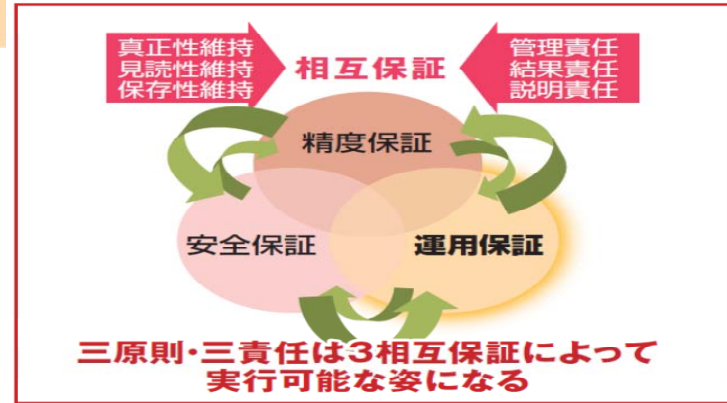 真正性維持
見読性維持
保存性維持
相互保証
管理責任
結果責任
説明責任
精度保証
安全保証
運用保証
三原則・三責任は3相互保証によって
実行可能な姿になる